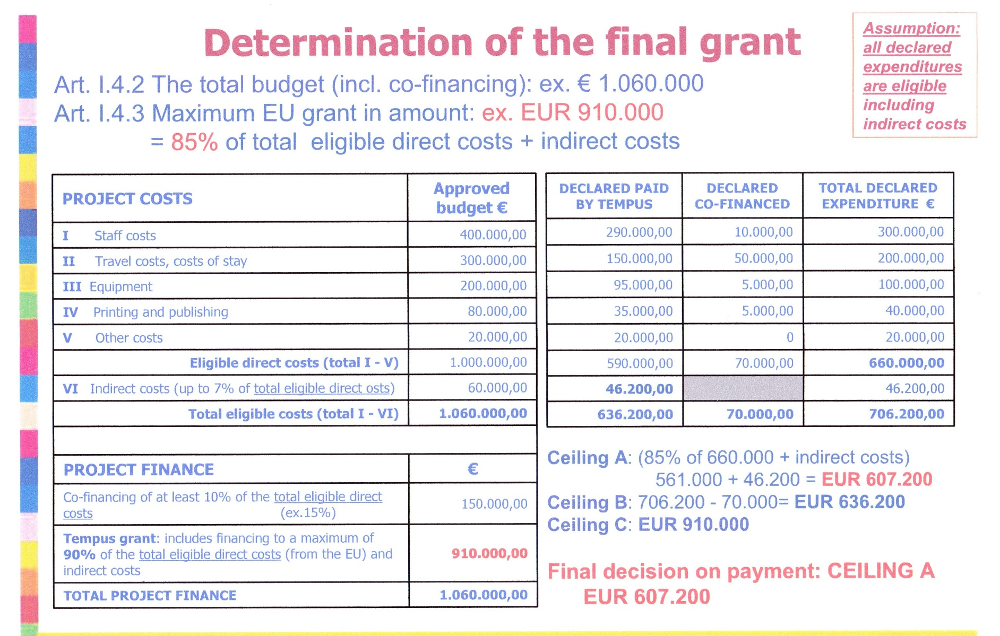 Determination of the final grant
Assumption:
all declared
expenditures
are eligible
including
indirect costs
Art. I.4.2 The total budget (incl. co-financing): ex. € 1.060.000
Art. I.4.3 Maximum EU grant in amount: ex. EUR 910.000
= 85% of total eligible direct costs + indirect costs
PROJECT COSTS
Approved
budget €
I Staff costs 400.000,00
II Travel costs, costs of stay 300.000,00
III Equipment 200.000,00
IV Printing and publishing 80.000,00
V Other costs 20.000,00
Eligible direct costs (total I - V) 1.000.000,00
VI Indirect costs (up to 7% of total eligible direct osts) 60.000,00
Total eligible costs (total I - VI) 1.060.000,00
PROJECT FINANCE €
Co-financing of at least 10% of the total eligible direct
costs (ex.15%)
150.000,00
Tempus grant: includes financing to a maximum of
90% of the total eligible direct costs (from the EU) and
indirect costs
910.000,00
TOTAL PROJECT FINANCE 1.060.000,00
DECLARED PAID
BY TEMPUS
DECLARED
CO-FINANCED
TOTAL DECLARED
EXPENDITURE €
290.000,00 10.000,00 300.000,00
150.000,00 50.000,00 200.000,00
95.000,00 5.000,00 100.000,00
35.000,00 5.000,00 40.000,00
20.000,00 0 20.000,00
590.000,00 70.000,00 660.000,00
46.200,00 46.200,00
636.200,00 70.000,00 706.200,00
Ceiling A: (85% of 660.000 + indirect costs)
561.000 + 46.200 = EUR 607.200
Ceiling B: 706.200 - 70.000= EUR 636.200
Ceiling C: EUR 910.000
Final decision on payment: CEILING A
EUR 607.200